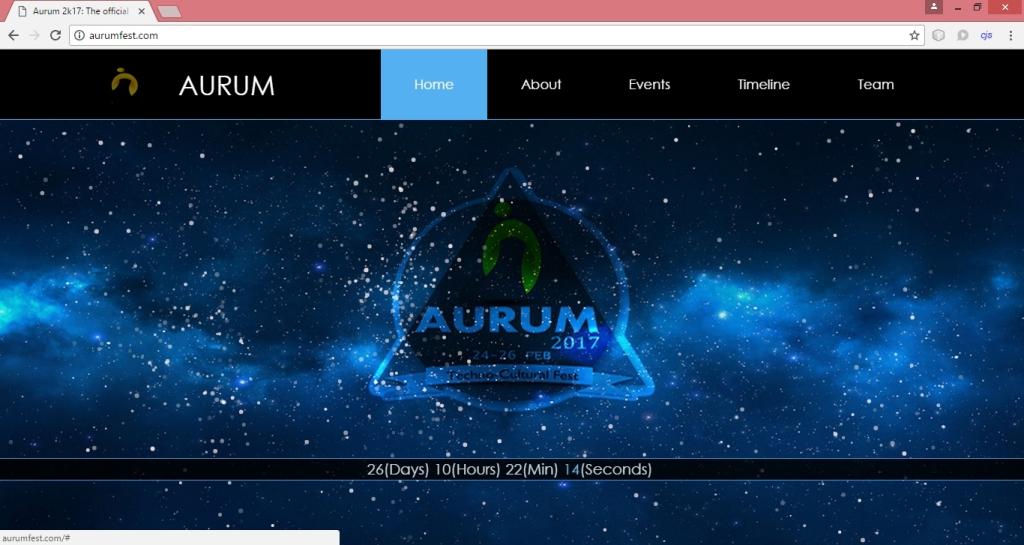 Aurum 2k17: The official
aurumfest.com
cjs
AURUM
Home
About
Events
Timeline
Team
AURUM
2017
24-26 FEB
Techno-Cultural Fest
26(Days) 10(Hours) 22(Min) 14(Seconds)
aurumfest.com/#